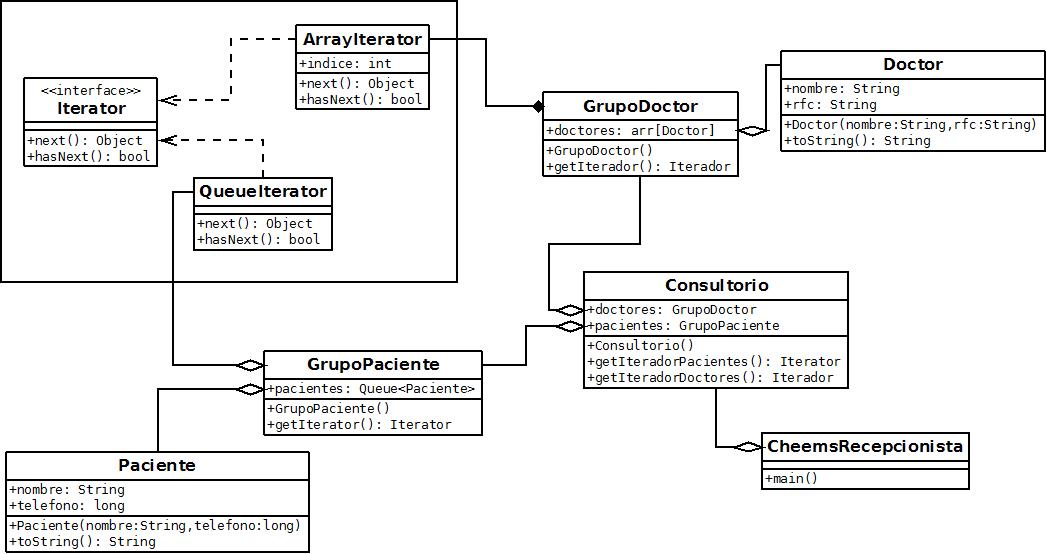 ArrayIterator
+indice: int
+next(): Object
+hasNext(): bool
<<interface>>
Iterator
+next(): Object
+hasNext(): bool
QueueIterator
+next(): Object
+hasNext(): bool
GrupoDoctor
+doctores: arr[Doctor]
+GrupoDoctor()
+getIterador(): Iterador
Doctor
+nombre: String
+rfc: String
+Doctor(nombre:String,rfc:String)
+toString(): String
Consultorio
+doctores: GrupoDoctor
+pacientes: GrupoPaciente
+Consultorio()
+getIteradorPacientes(): Iterator
+getIteradorDoctores(): Iterador
GrupoPaciente
+pacientes: Queue<Paciente>
+GrupoPaciente()
+getIterator(): Iterator
CheemsRecepcionista
+main()
Paciente
+nombre: String
+telefono: long
+Paciente(nombre:String,telefono:long)
+toString(): String